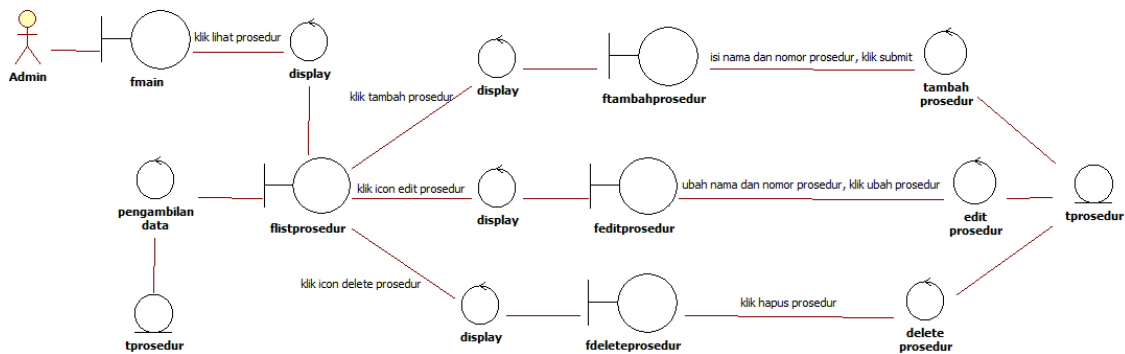 Admin
fmain
klik lihat prosedur
display
klik tambah prosedur
display
ftambahprosedur
isi nama dan nomor prosedur, klik submit
tambah
prosedur
pengambilan
data
flistprosedur
klik icon edit prosedur
display
feditprosedur
ubah nama dan nomor prosedur, klik ubah prosedur
edit
prosedur
tprosedur
tprosedur
klik icon delete prosedur
display
fdeleteprosedur
klik hapus prosedur
delete
prosedur